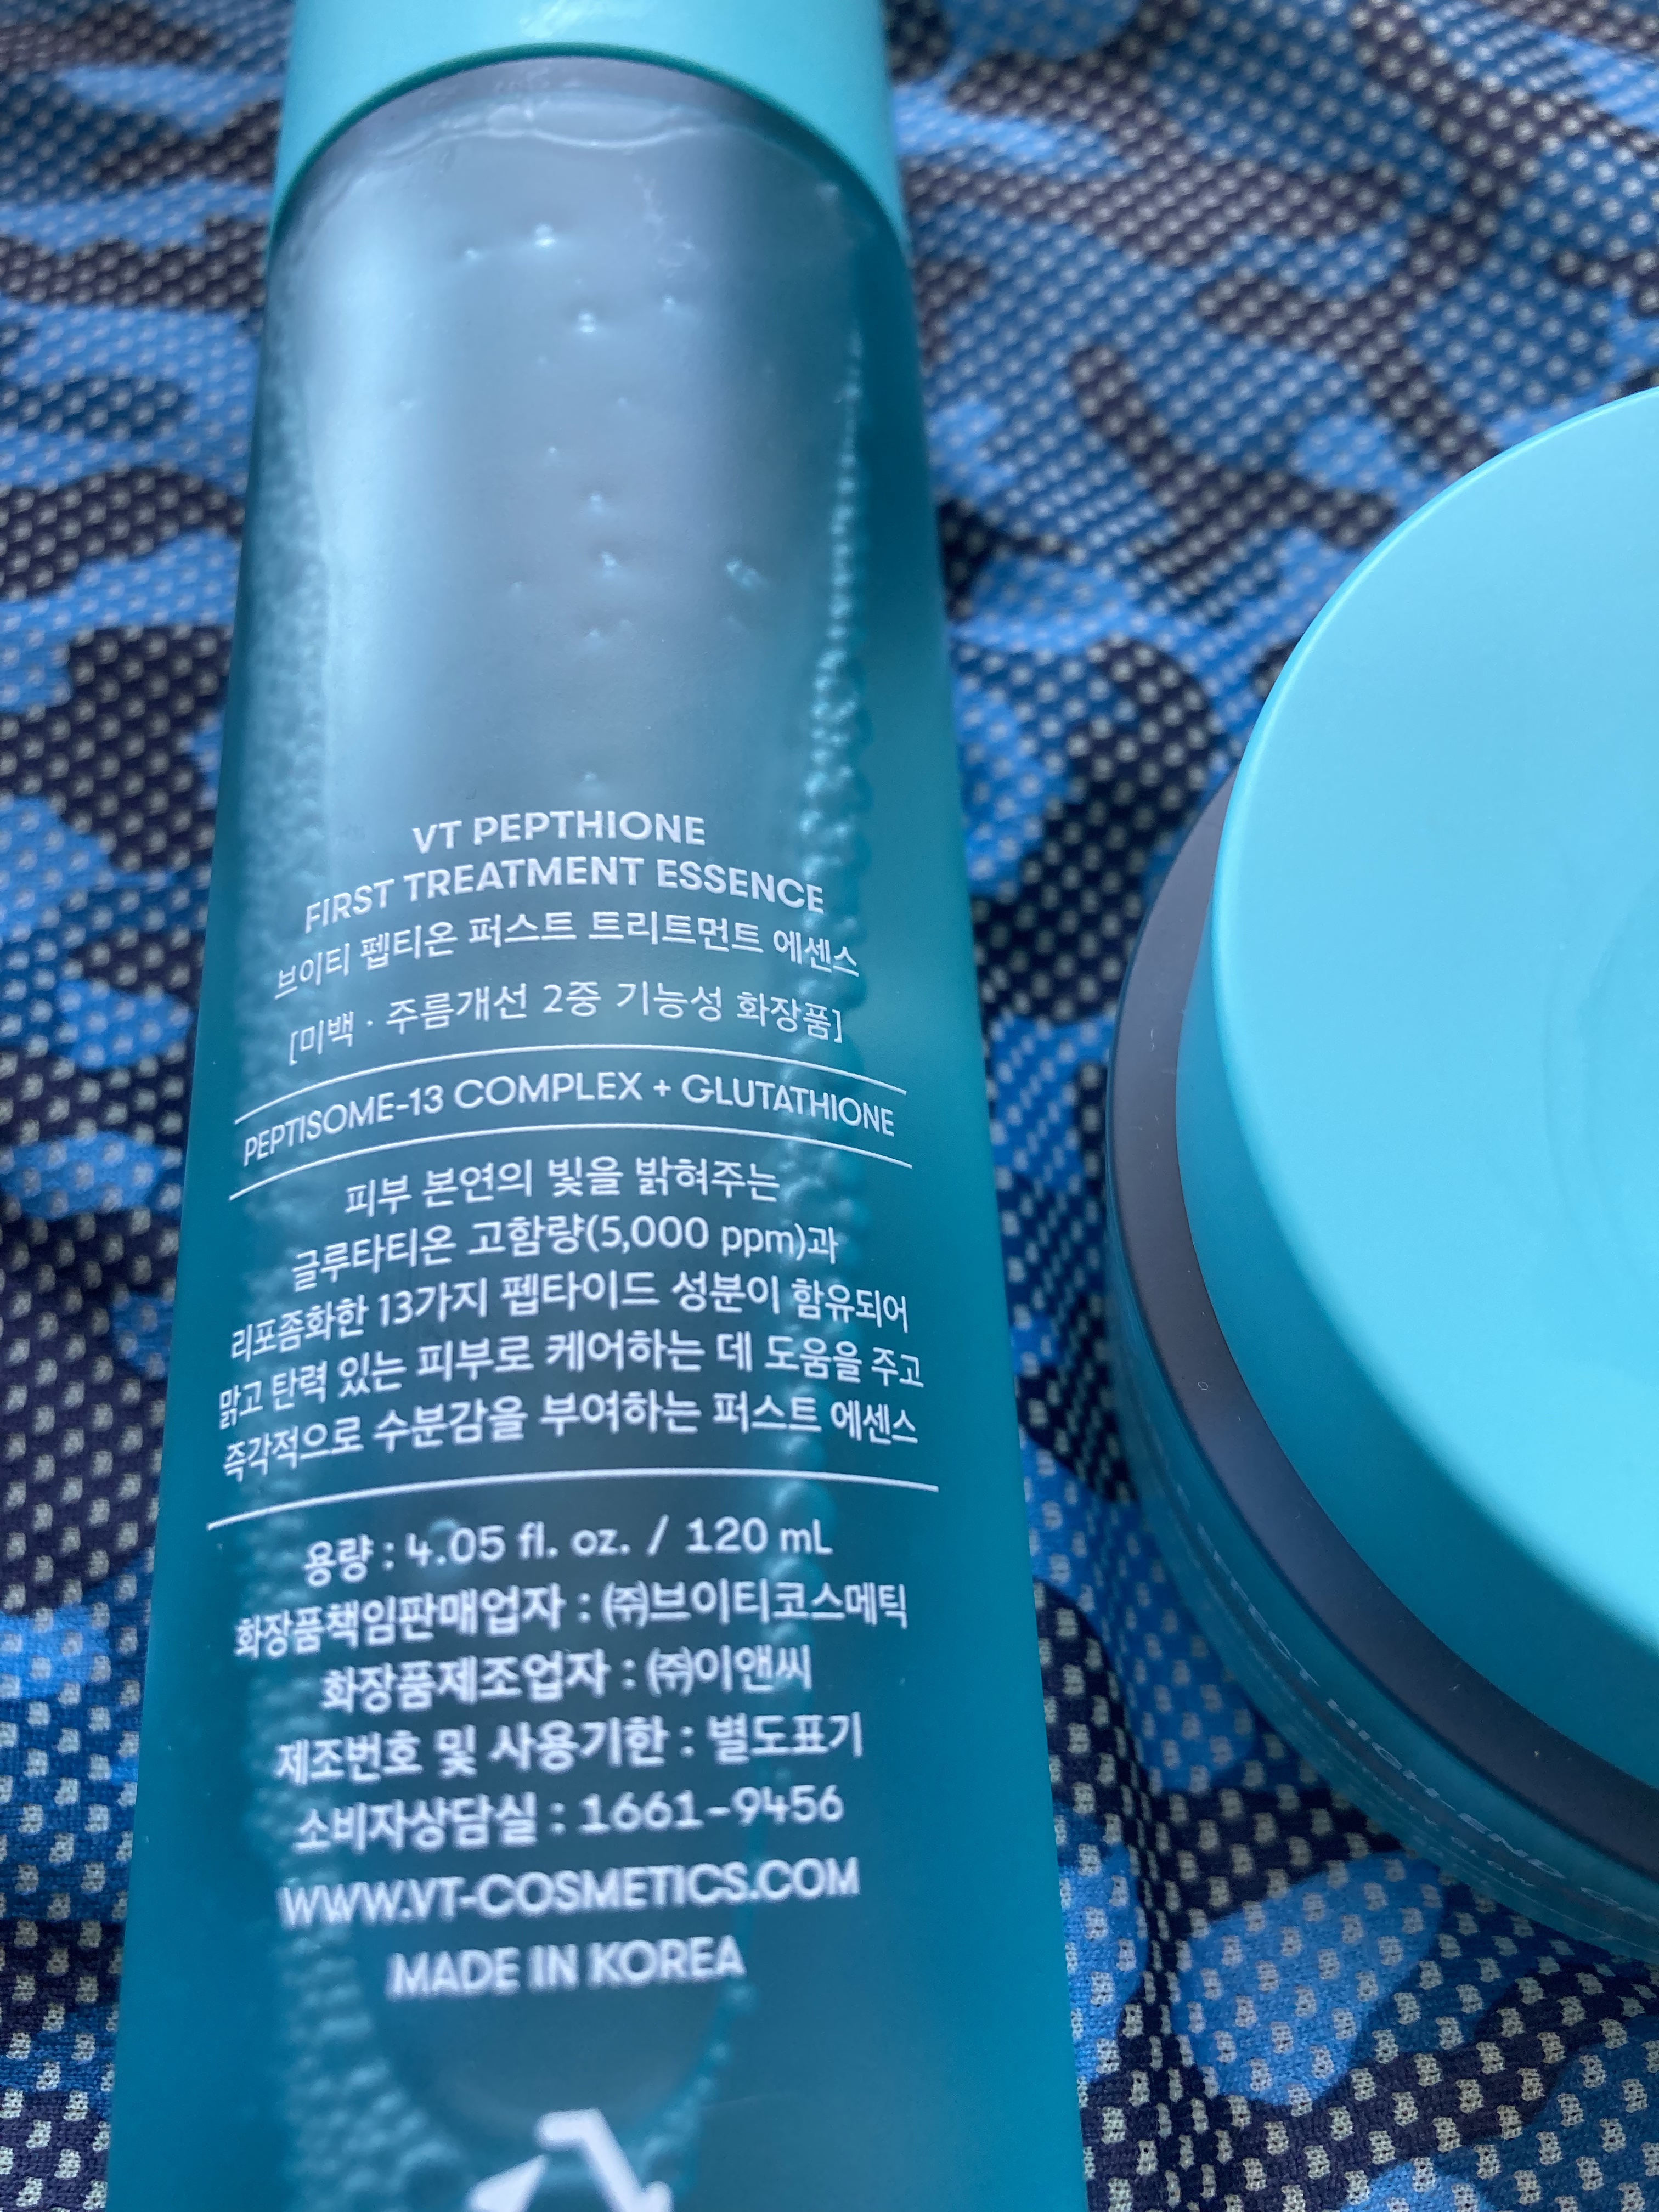 VT PEPTHIONE
FIRST TREATMENT ESSENCE
브이티 펩티온 퍼스트 트리트먼트 에센스
[미백 · 주름개선 2중 기능성 화장품]
PEPTISOME-13 COMPLEX + GLUTATHIONE
피부 본연의 빛을 밝혀주는
글루타티온 고함량(5,000 ppm)과
리포좀화한 13가지 펩타이드 성분이 함유되어
맑고 탄력 있는 피부로 케어하는 데 도움을 주고
즉각적으로 수분감을 부여하는 퍼스트 에센스
용량 : 4.05 fl. oz. / 120 mL
화장품책임판매업자 : ㈜브이티코스메틱
화장품제조업자 : ㈜이앤씨
제조번호 및 사용기한 : 별도표기
소비자상담실 : 1661-9456
WWW.VT-COSMETICS.COM
MADE IN KOREA